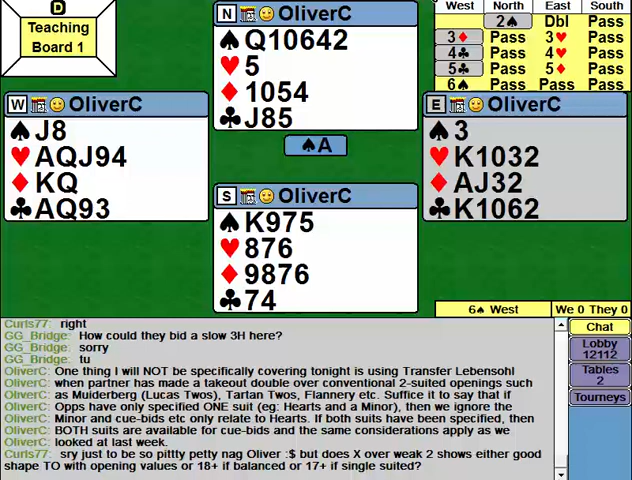 D
Teaching
Board 1
N OliverC
♠Q10642
♥5
♦1054
♣J85
West North East South
2♠ Dbl Pass
3♦ Pass 3♥ Pass
4♣ Pass 4♥ Pass
5♣ Pass 5♦ Pass
6♠ Pass Pass Pass
W OliverC
♠J8
♥AQJ94
♦KQ
♣AQ93
♠A
E OliverC
♠3
♥K1032
♦AJ32
♣K1062
S OliverC
♠K975
♥876
♦9876
♣74
6♠ West
We 0 They 0
Curls77: right
GG_Bridge: How could they bid a slow 3H here?
GG_Bridge: sorry
GG_Bridge: tu
OliverC: One thing I will NOT be specifically covering tonight is using Transfer Lebensohl
OliverC: when partner has made a takeout double over conventional 2-suited openings such
OliverC: as Muiderberg (Lucas Twos), Tartan Twos, Flannery etc. Suffice it to say that if
OliverC: Opps have only specified ONE suit (eg: Hearts and a Minor), then we ignore the
OliverC: Minor and cue-bids etc only relate to Hearts. If both suits have been specified, then
OliverC: BOTH suits are available for cue-bids and the same considerations apply as we
OliverC: looked at last week.
Curls77: sry just to be so pittty petty nag Oliver :$ but does X over weak 2 shows either good
shape TO with opening values or 18+ if balanced or 17+ if single suited?
Chat
Lobby
12112
Tables
2
Tourneys